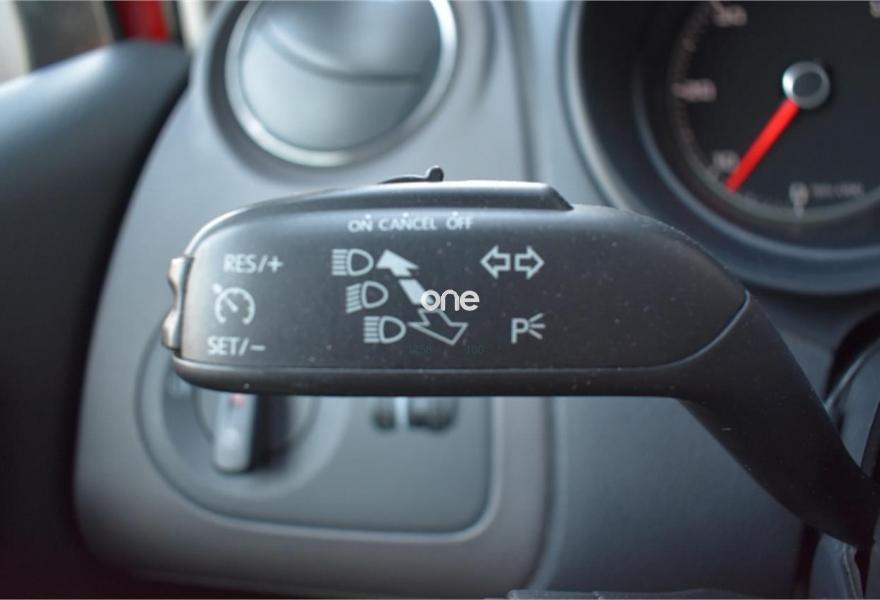 ON CANCEL OFF
RES/+
one
SET/-
P